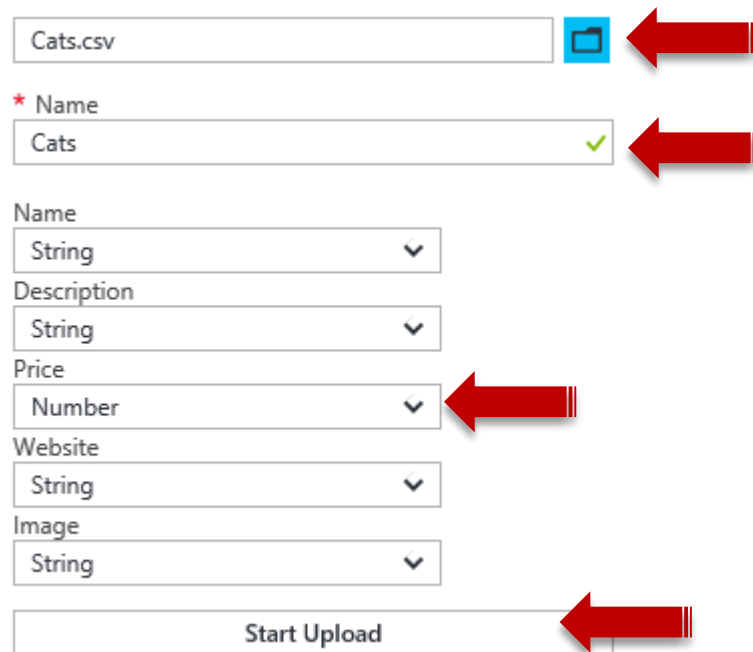 Cats.csv
* Name
Cats
Name
String
Description
String
Price
Number
Website
String
Image
String
Start Upload